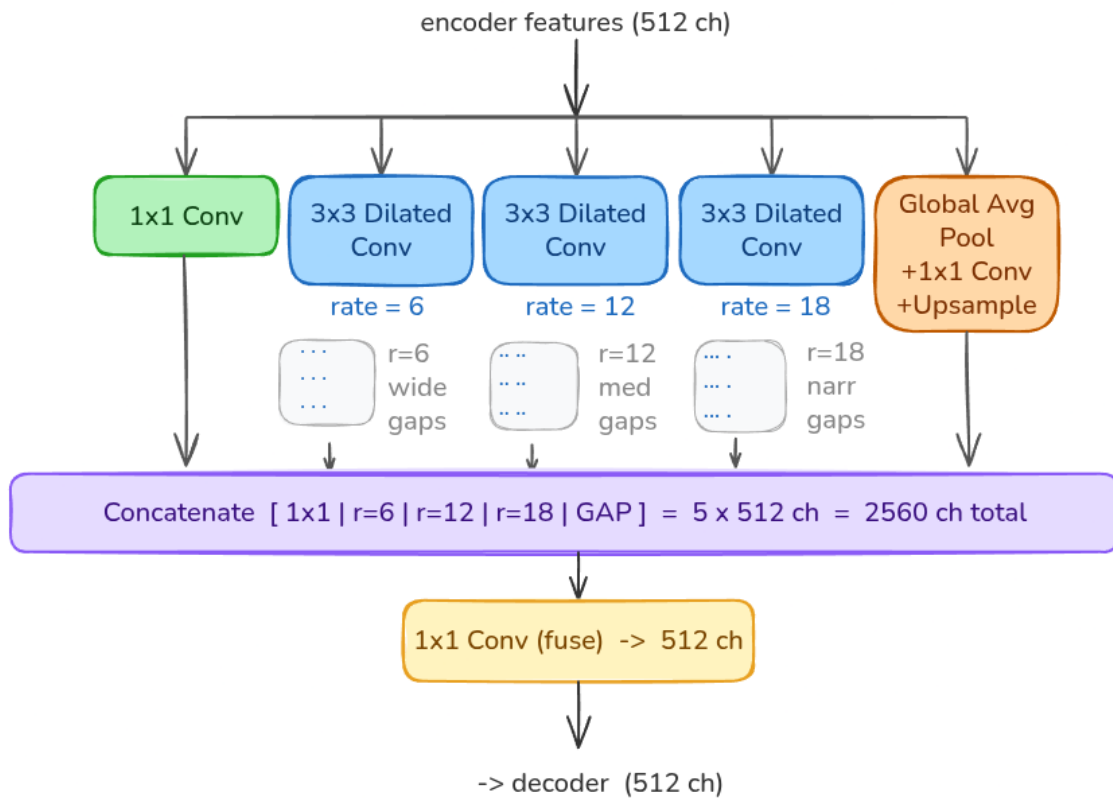 encoder features (512 ch)
1x1 Conv
3x3 Dilated
Conv
3x3 Dilated
Conv
3x3 Dilated
Conv
Global Avg
Pool
+1x1 Conv
+Upsample
rate = 6
rate = 12
rate = 18
r=6
wide
gaps
r=12
med
gaps
r=18
narr
gaps
Concatenate [ 1x1 | r=6 | r=12 | r=18 | GAP ] = 5 x 512 ch = 2560 ch total
1x1 Conv (fuse) -> 512 ch
-> decoder (512 ch)